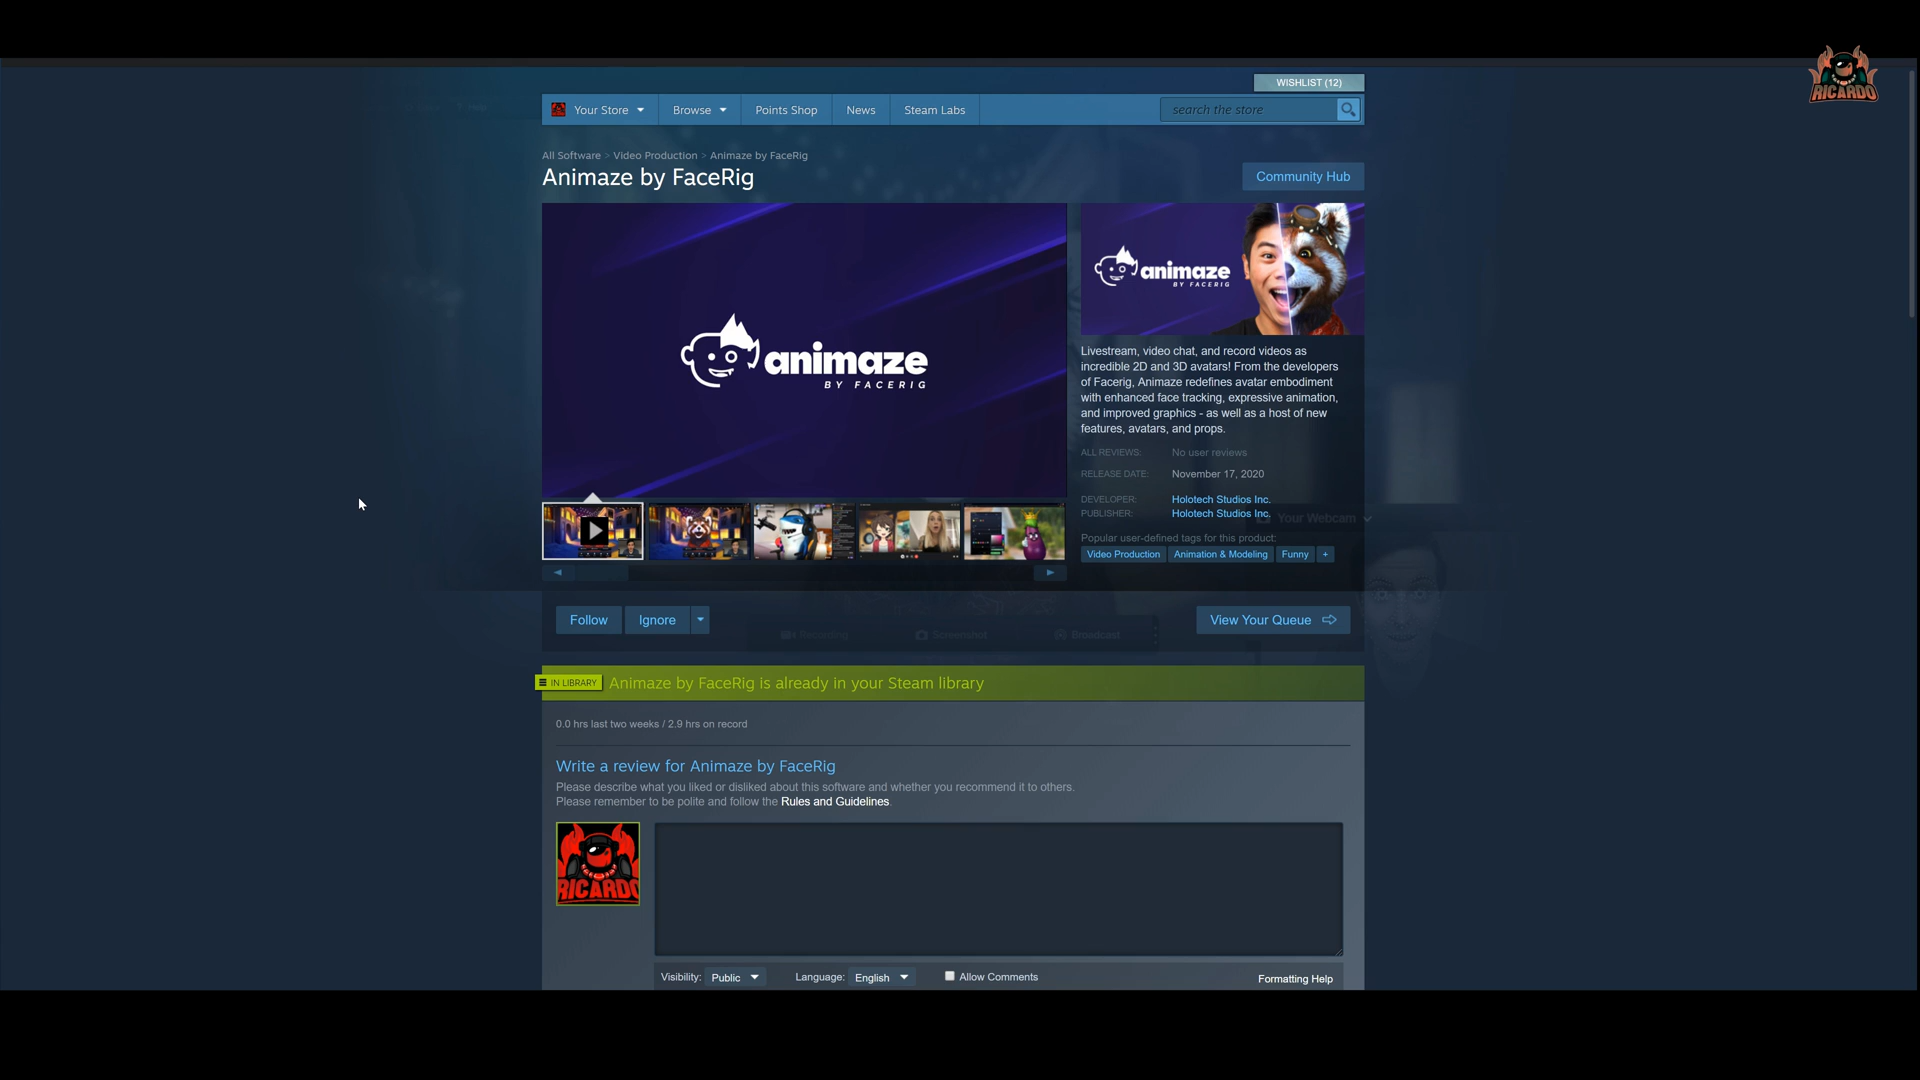 WISHLIST (12)
RICARDO
Your Store
Browse
Points Shop
News
Steam Labs
search the store
All Software > Video Production > Animaze by FaceRig
Animaze by FaceRig
Community Hub
animaze
BY FACERIG
animaze
BY FACERIG
Livestream, video chat, and record videos as
incredible 2D and 3D avatars! From the developers
of Facerig, Animaze redefines avatar embodiment
with enhanced face tracking, expressive animation,
and improved graphics - as well as a host of new
features, avatars, and props.
ALL REVIEWS: No user reviews
RELEASE DATE: November 17, 2020
DEVELOPER: Holotech Studios Inc.
PUBLISHER: Holotech Studios Inc.
Your Webcam
Popular user-defined tags for this product:
Video Production
Animation & Modeling
Funny
+
Follow
Ignore
View Your Queue
Recording
Screenshot
Broadcast
IN LIBRARY
Animaze by FaceRig is already in your Steam library
0.0 hrs last two weeks / 2.9 hrs on record
Write a review for Animaze by FaceRig
Please describe what you liked or disliked about this software and whether you recommend it to others.
Please remember to be polite and follow the Rules and Guidelines.
RICARDO
Visibility: Public
Language: English
Allow Comments
Formatting Help